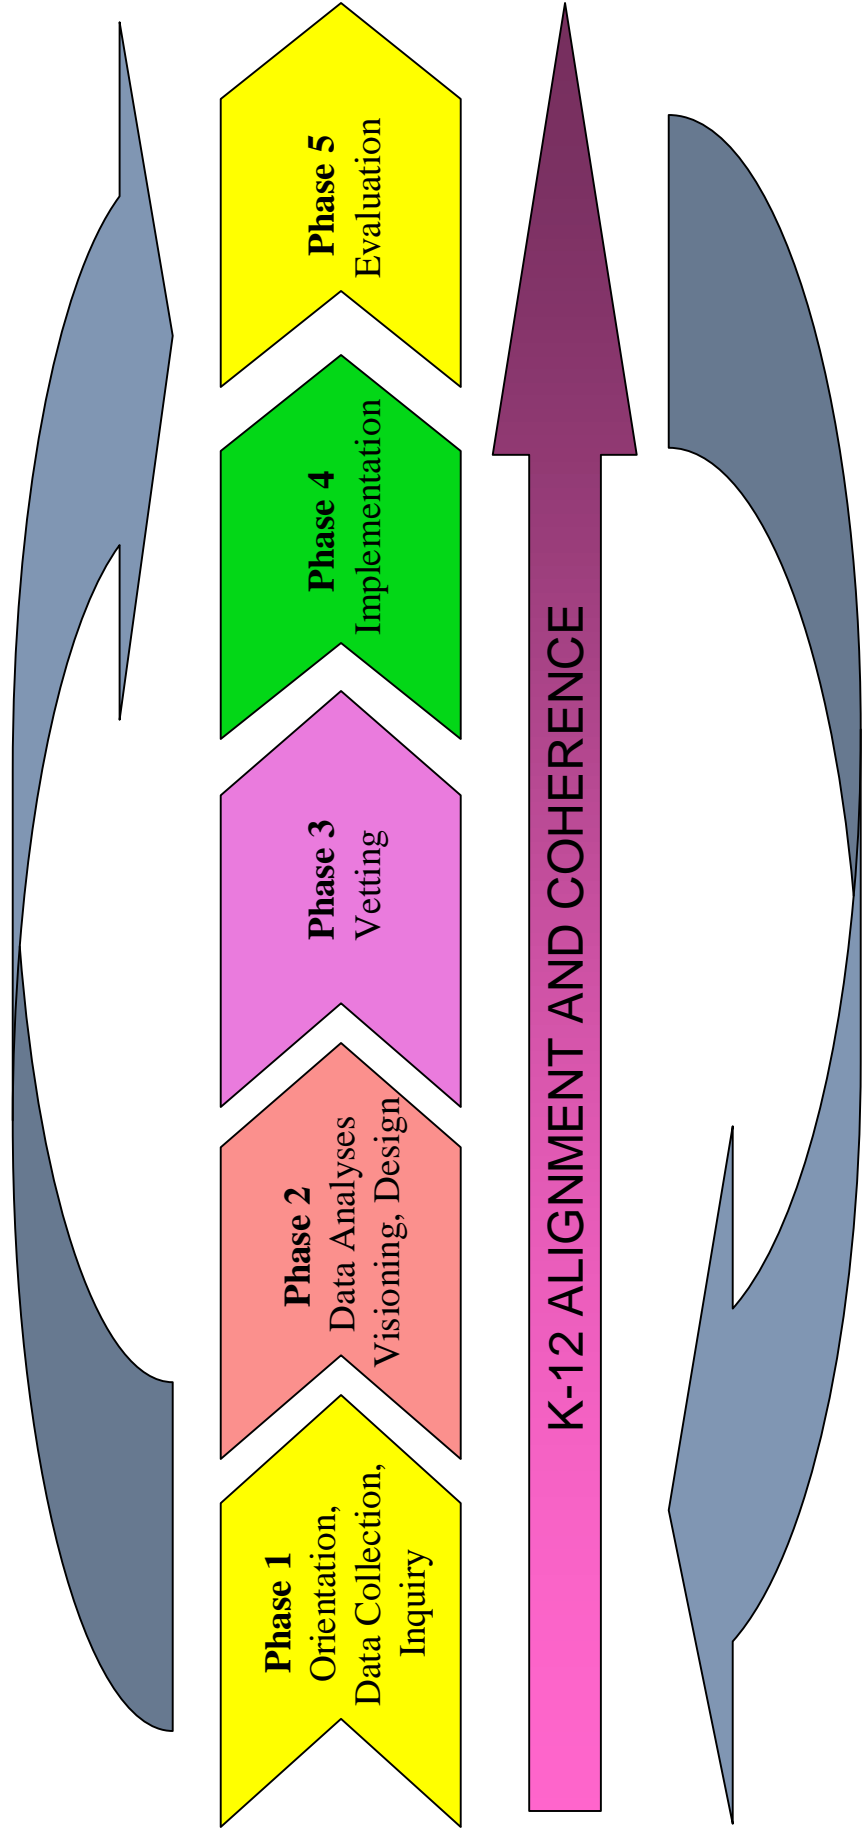 Phase 1
Orientation,
Data Collection,
Inquiry
Phase 2
Data Analyses
Visioning, Design
Phase 3
Vetting
Phase 4
Implementation
Phase 5
Evaluation
K-12 ALIGNMENT AND COHERENCE